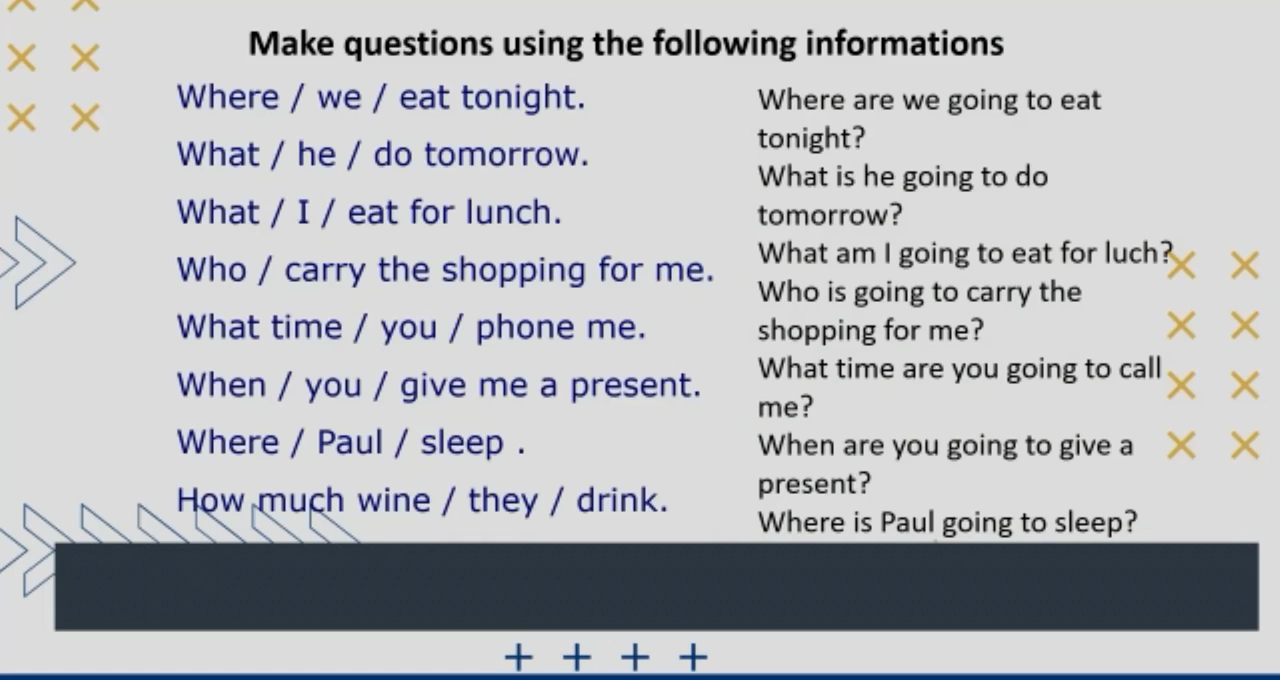 Make questions using the following informations
Where / we / eat tonight.
What / he / do tomorrow.
What / I / eat for lunch.
Who / carry the shopping for me.
What time / you / phone me.
When / you / give me a present.
Where / Paul / sleep .
How much wine / they / drink.
Where are we going to eat
tonight?
What is he going to do
tomorrow?
What am I going to eat for luch?
Who is going to carry the
shopping for me?
What time are you going to call
me?
When are you going to give a
present?
Where is Paul going to sleep?